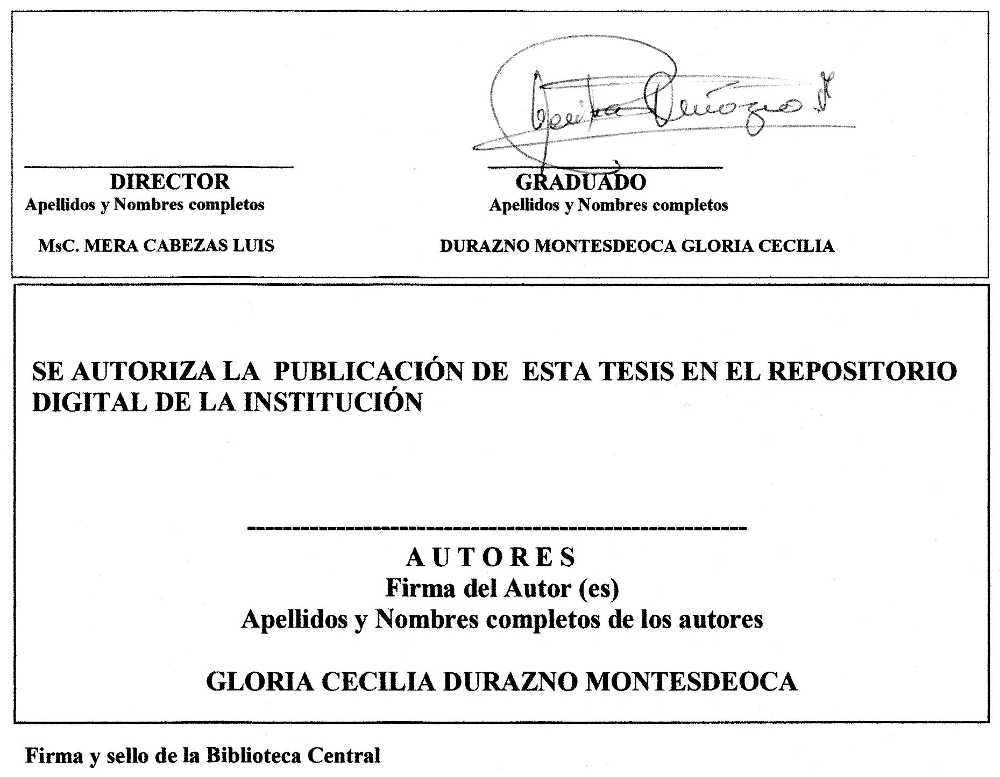 DIRECTOR
Apellidos y Nombres completos
MsC. MERA CABEZAS LUIS
GRADUADO
Apellidos y Nombres completos
DURAZNO MONTESDEOCA GLORIA CECILIA
SE AUTORIZA LA PUBLICACIÓN DE ESTA TESIS EN EL REPOSITORIO
DIGITAL DE LA INSTITUCIÓN
A U T O R E S
Firma del Autor (es)
Apellidos y Nombres completos de los autores
GLORIA CECILIA DURAZNO MONTESDEOCA
Firma y sello de la Biblioteca Central